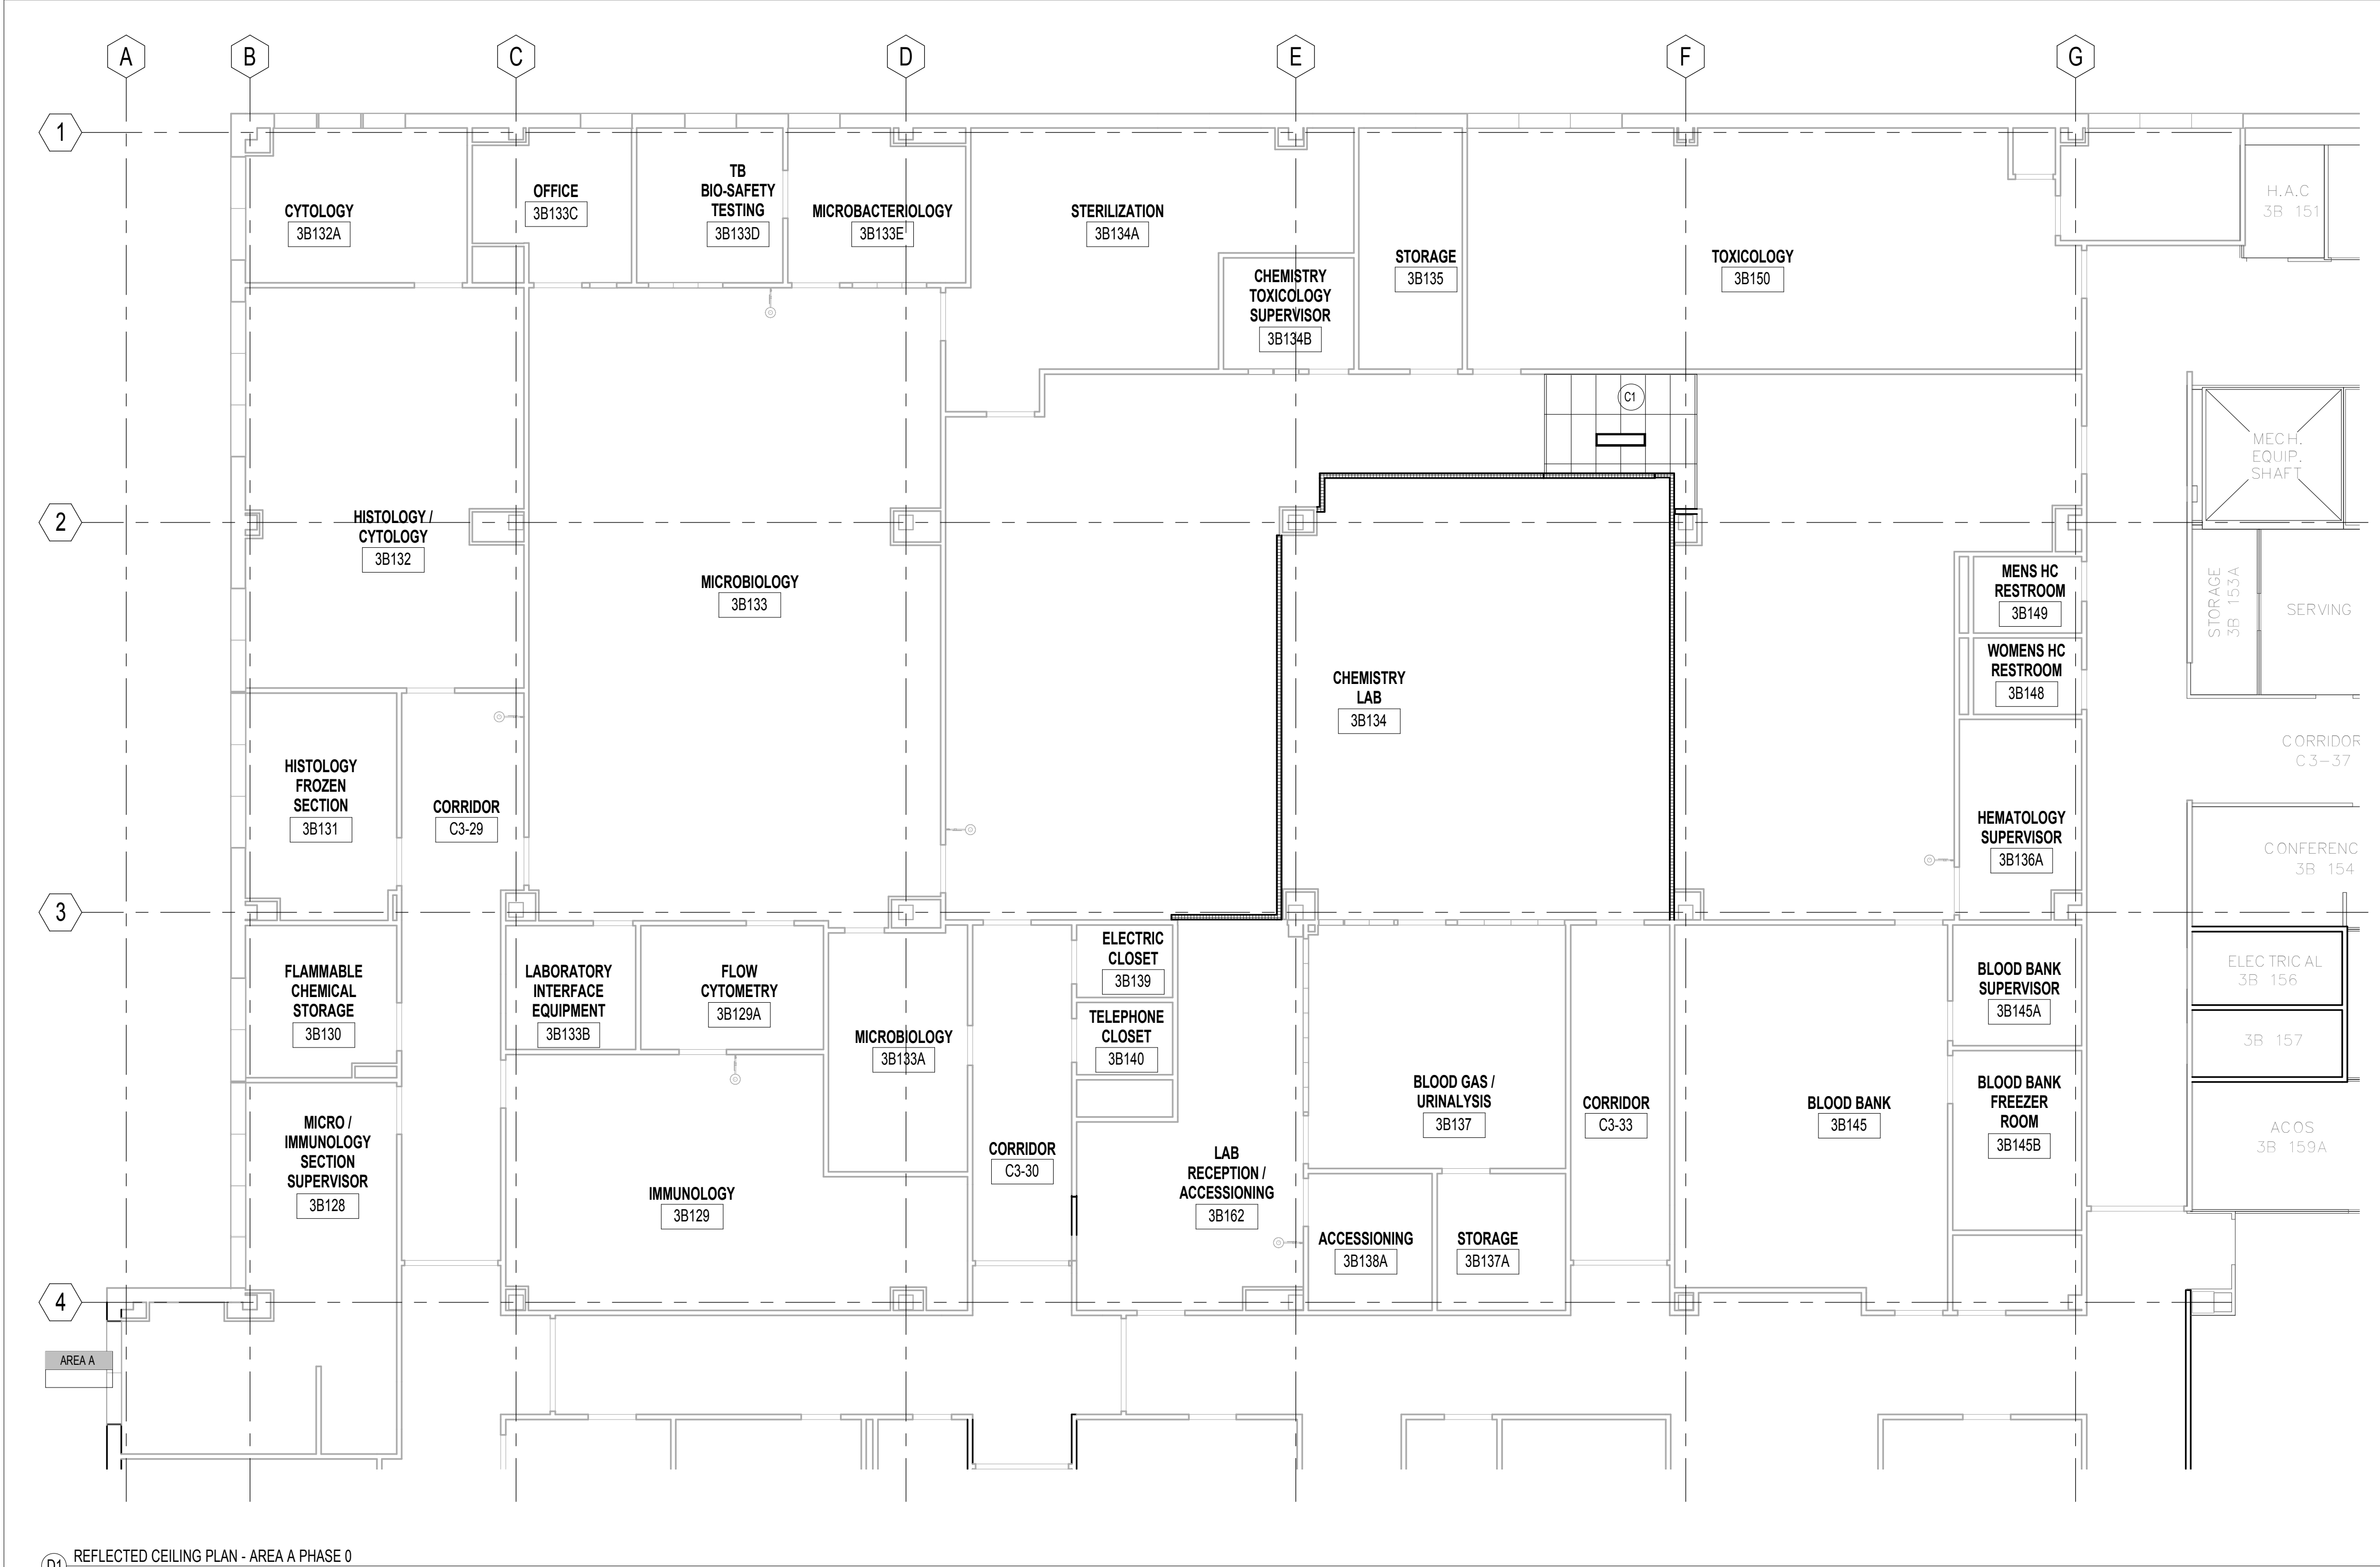 A
B
C
D
E
F
G
1
2
3
4
CYTOLOGY
3B132A
OFFICE
3B133C
TB
BIO-SAFETY
TESTING
3B133D
MICROBACTERIOLOGY
3B133E
STERILIZATION
3B134A
CHEMISTRY
TOXICOLOGY
SUPERVISOR
3B134B
STORAGE
3B135
TOXICOLOGY
3B150
H.A.C
3B 151
C1
MECH.
EQUIP.
SHAFT
HISTOLOGY /
CYTOLOGY
3B132
MICROBIOLOGY
3B133
MENS HC
RESTROOM
3B149
WOMENS HC
RESTROOM
3B148
STORAGE
3B 153A
SERVING
CHEMISTRY
LAB
3B134
CORRIDOR
C3-37
HISTOLOGY
FROZEN
SECTION
3B131
CORRIDOR
C3-29
HEMATOLOGY
SUPERVISOR
3B136A
CONFERENC
3B 154
FLAMMABLE
CHEMICAL
STORAGE
3B130
LABORATORY
INTERFACE
EQUIPMENT
3B133B
FLOW
CYTOMETRY
3B129A
MICROBIOLOGY
3B133A
ELECTRIC
CLOSET
3B139
TELEPHONE
CLOSET
3B140
BLOOD BANK
SUPERVISOR
3B145A
ELECTRICAL
3B 156
3B 157
MICRO /
IMMUNOLOGY
SECTION
SUPERVISOR
3B128
IMMUNOLOGY
3B129
CORRIDOR
C3-30
LAB
RECEPTION /
ACCESSIONING
3B162
BLOOD GAS /
URINALYSIS
3B137
CORRIDOR
C3-33
BLOOD BANK
3B145
BLOOD BANK
FREEZER
ROOM
3B145B
ACOS
3B 159A
ACCESSIONING
3B138A
STORAGE
3B137A
AREA A
D1
REFLECTED CEILING PLAN - AREA A PHASE 0